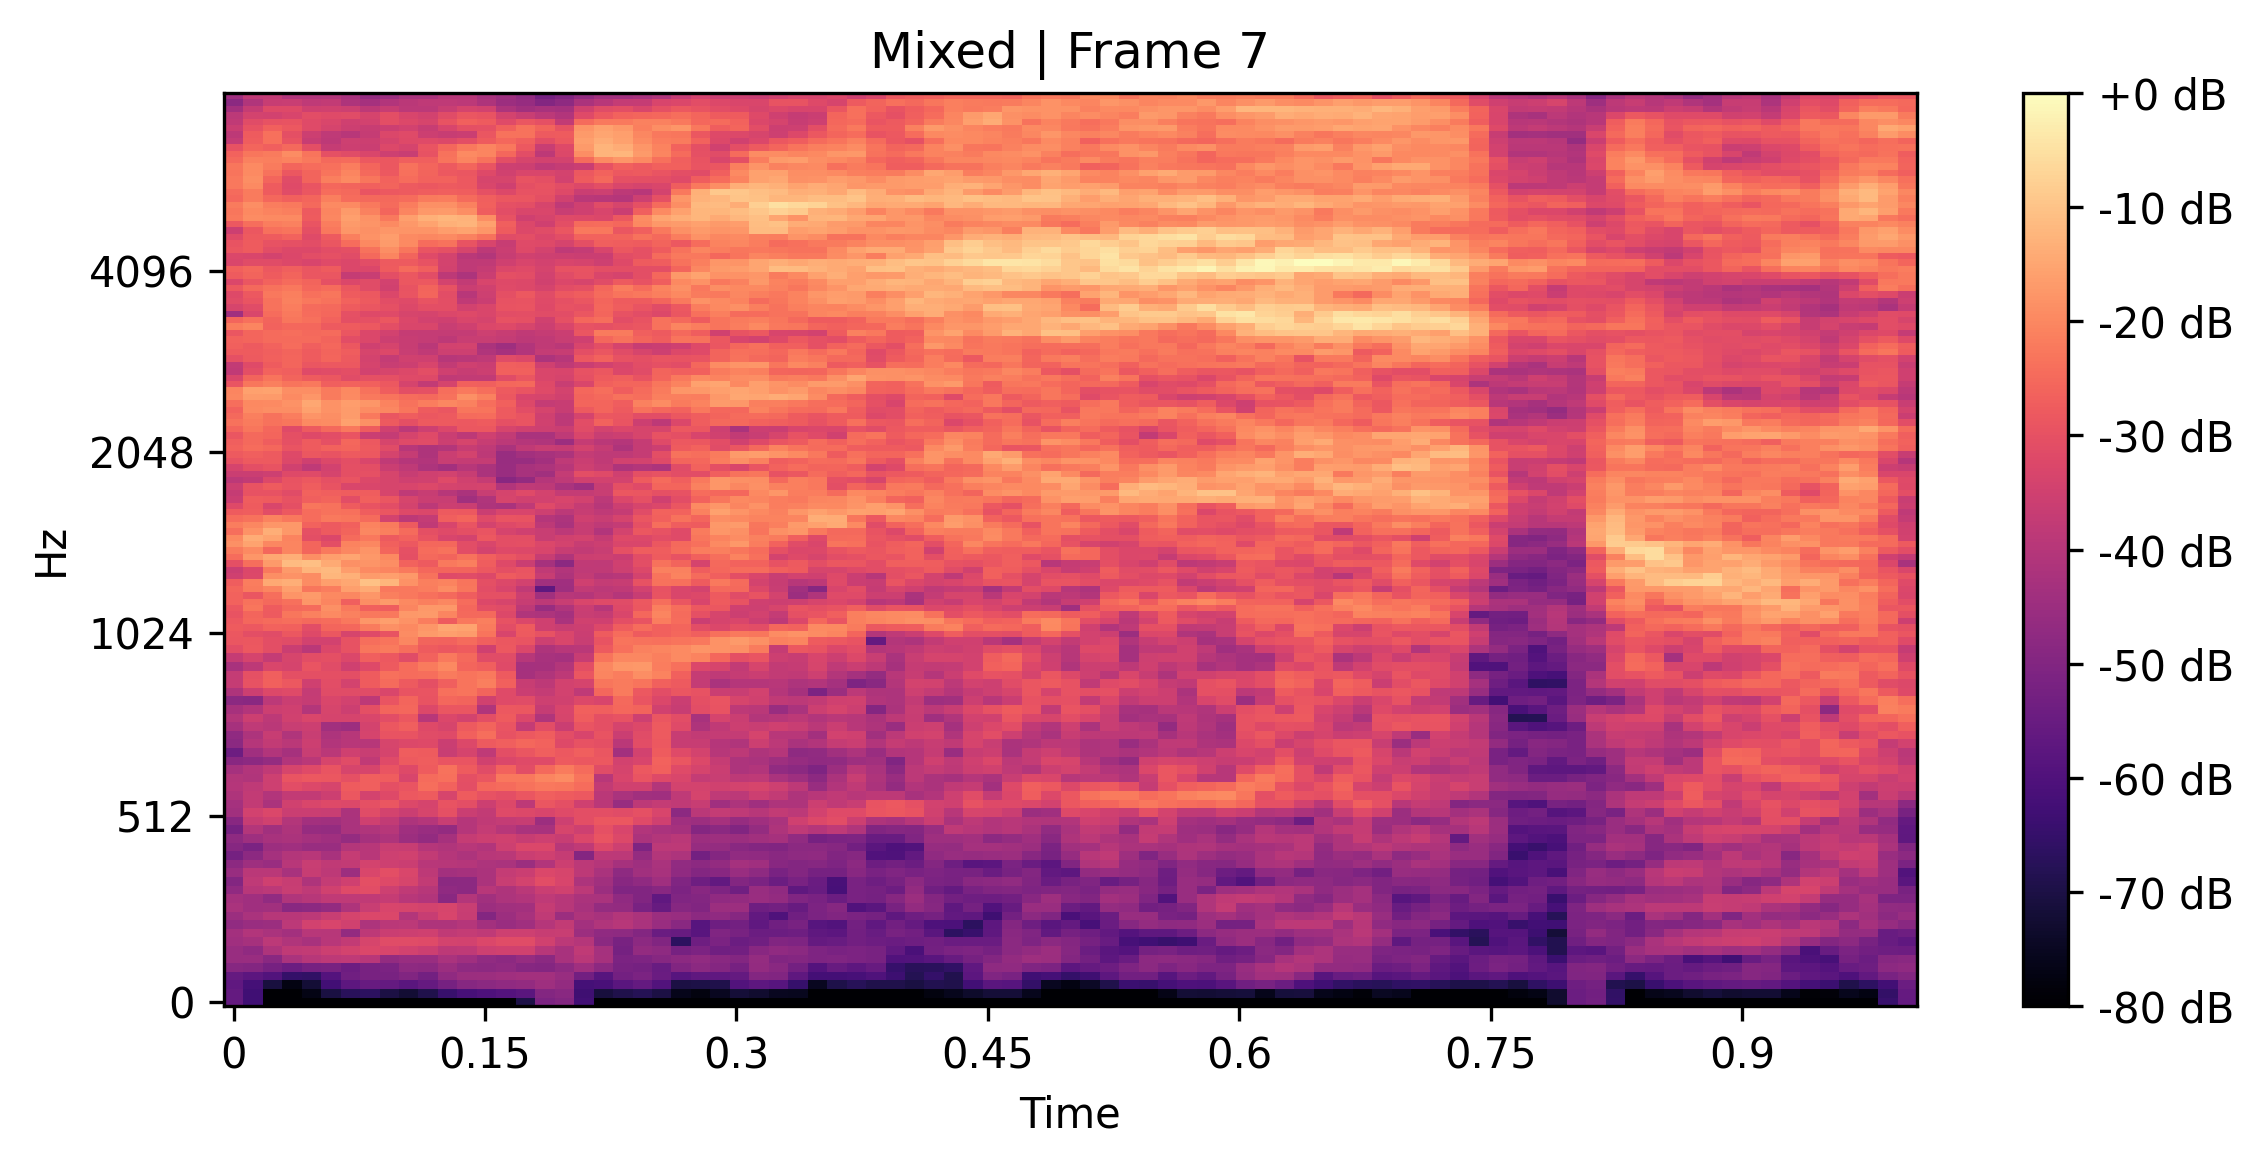 Mixed | Frame 7
+0 dB
-10 dB
-20 dB
-30 dB
-40 dB
-50 dB
-60 dB
-70 dB
-80 dB
4096
2048
1024
512
0
Hz
0 0.15 0.3 0.45 0.6 0.75 0.9
Time